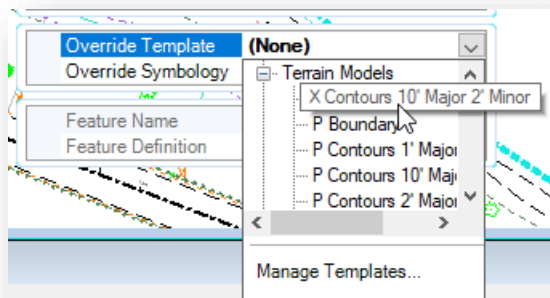 Override Template (None)
Override Symbology
Terrain Models
X Contours 10' Major 2' Minor
Feature Name
P Boundary
Feature Definition
P Contours 1' Major
P Contours 10' Maj
P Contours 2' Major
Manage Templates...